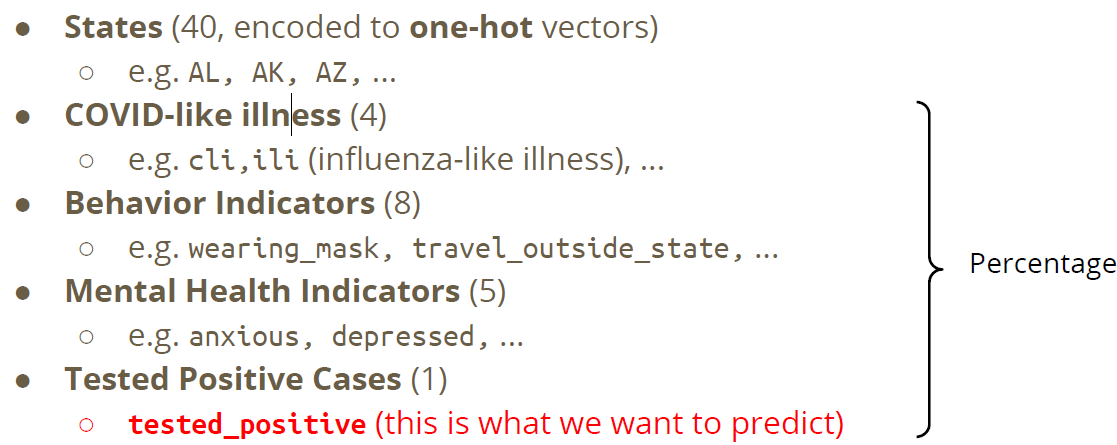 ● States (40, encoded to one-hot vectors)
○ e.g. AL, AK, AZ, ...
● COVID-like illness (4)
○ e.g. cli,ili (influenza-like illness), ...
● Behavior Indicators (8)
○ e.g. wearing_mask, travel_outside_state, ...
● Mental Health Indicators (5)
○ e.g. anxious, depressed, ...
● Tested Positive Cases (1)
○ tested_positive (this is what we want to predict)
Percentage